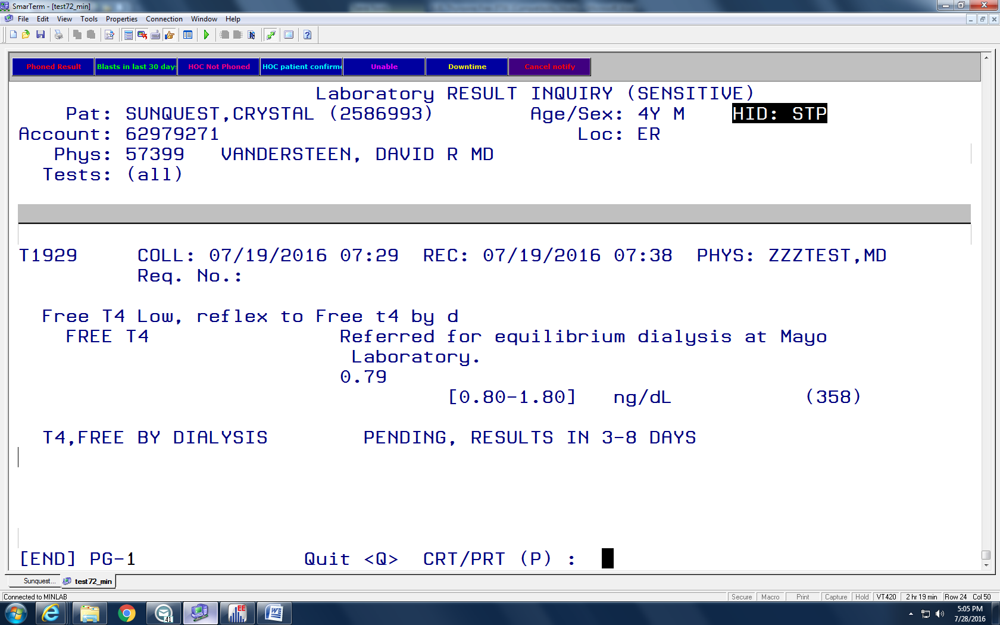 SmarTerm - [test72_min]
File Edit View Tools Properties Connection Window Help
Phoned Result Blasts in last 30 days HOC Not Phoned HOC patient confirme Unable Downtime Cancel notify
Laboratory RESULT INQUIRY (SENSITIVE)
Pat: SUNQUEST,CRYSTAL (2586993) Age/Sex: 4Y M HID: STP
Account: 62979271 Loc: ER
Phys: 57399 VANDERSTEEN, DAVID R MD
Tests: (all)
T1929 COLL: 07/19/2016 07:29 REC: 07/19/2016 07:38 PHYS: ZZZTEST,MD
Req. No.:
Free T4 Low, reflex to Free t4 by d
FREE T4 Referred for equilibrium dialysis at Mayo
Laboratory.
0.79
[0.80-1.80] ng/dL (358)
T4,FREE BY DIALYSIS PENDING, RESULTS IN 3-8 DAYS
[END] PG-1 Quit <Q> CRT/PRT (P) :
Sunquest... test72_min
Connected to MINLAB Secure Macro Print Capture Hold VT420 2 hr 19 min Row 24 Col 50
41 EE
5:05 PM
7/28/2016